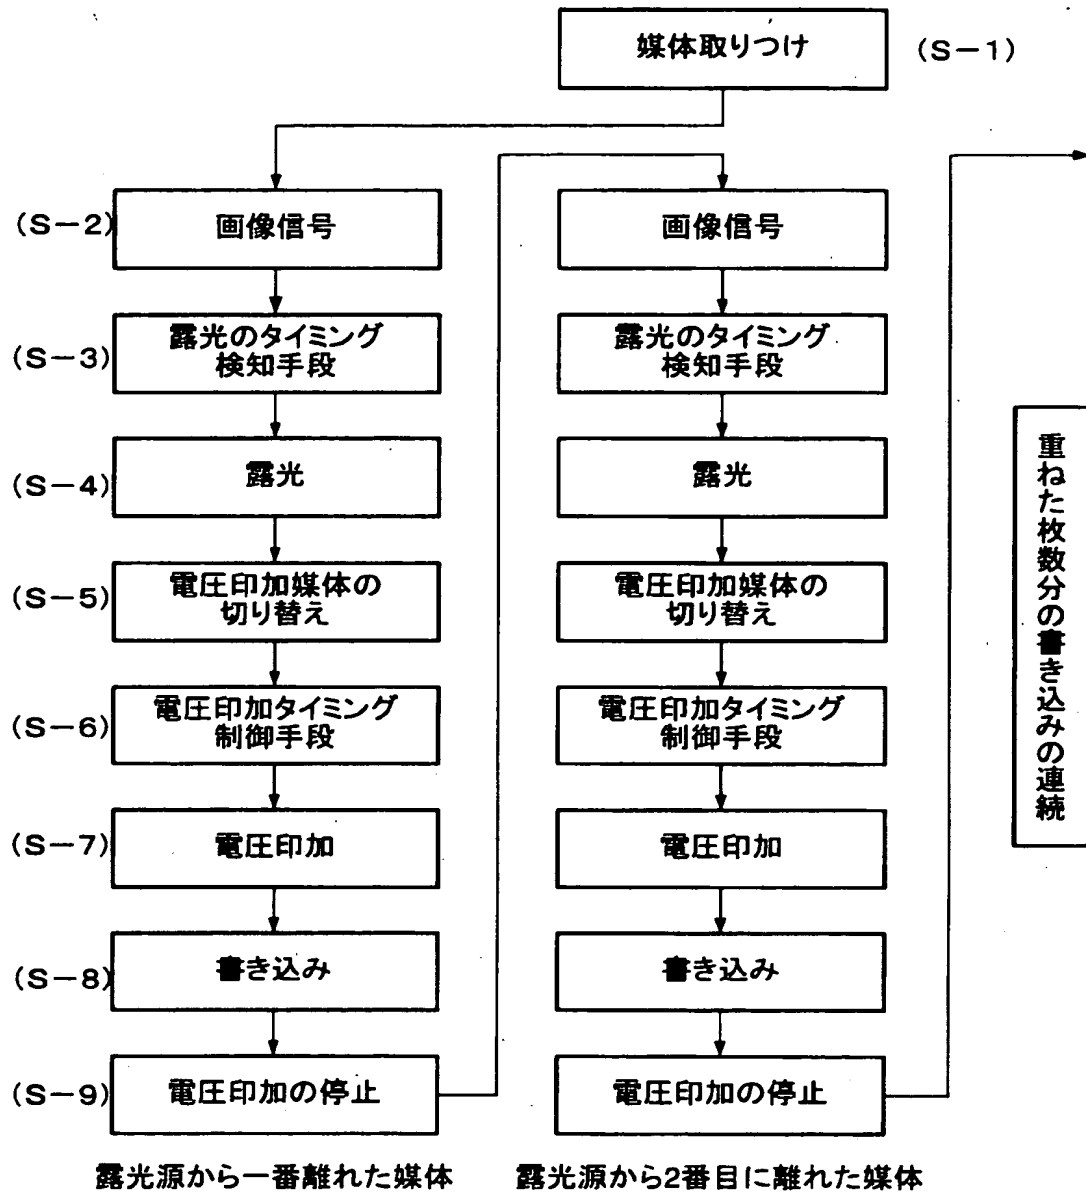 媒体取りつけ
(S-1)
(S-2)
画像信号
画像信号
(S-3)
露光のタイミング
検知手段
露光のタイミング
検知手段
(S-4)
露光
露光
(S-5)
電圧印加媒体の
切り替え
電圧印加媒体の
切り替え
(S-6)
電圧印加タイミング
制御手段
電圧印加タイミング
制御手段
(S-7)
電圧印加
電圧印加
(S-8)
書き込み
書き込み
(S-9)
電圧印加の停止
電圧印加の停止
重ねた枚数分の書き込みの連続
露光源から一番離れた媒体
露光源から2番目に離れた媒体